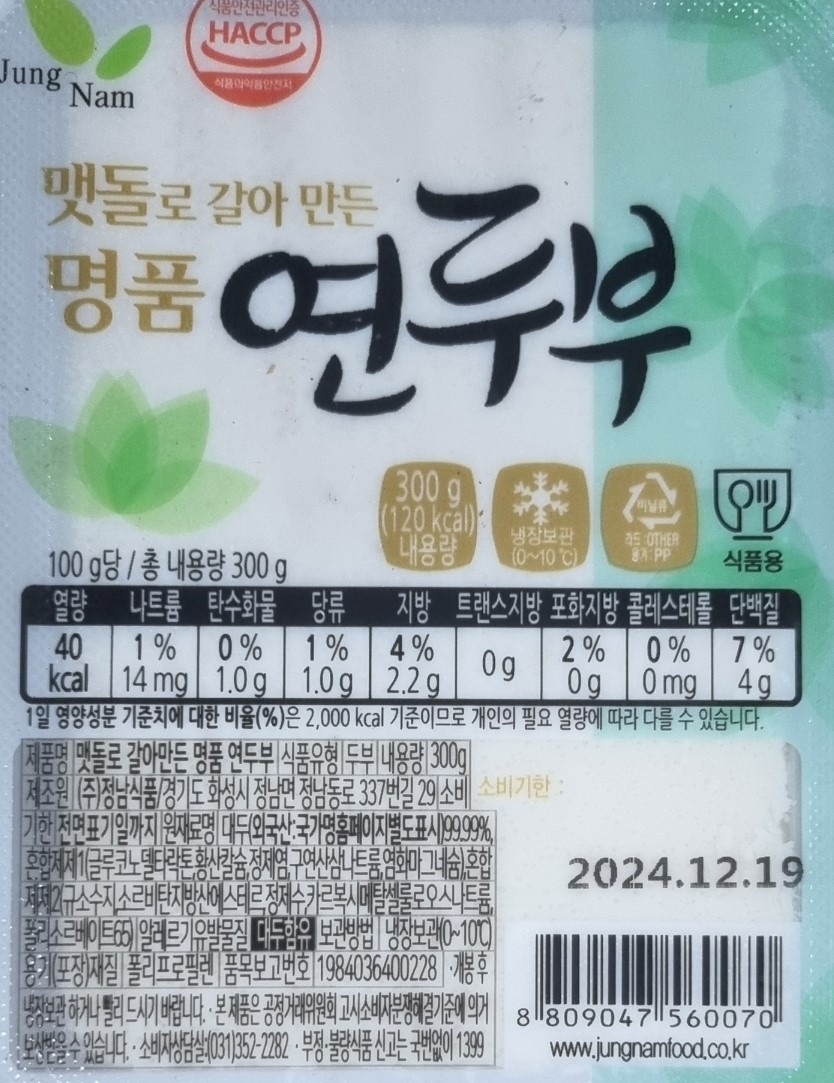 식품안전관리인증
HACCP
식품의약품안전처
Jung
Nam
맷돌로 갈아 만든
명품 연두부
300 g
(120 kcal)
내용량
냉장보관
(0~10℃)
비닐류
리드:OTHER
용기:PP
식품용
100 g당 / 총 내용량 300 g
열량 나트륨 탄수화물 당류 지방 트랜스지방 포화지방 콜레스테롤 단백질
40 1 % 0 % 1 % 4 % 0 g 2 % 0 % 7 %
kcal 14 mg 1.0 g 1.0 g 2.2 g 0 g 0 mg 4 g
1일 영양성분 기준치에 대한 비율(%)은 2,000 kcal 기준이므로 개인의 필요 열량에 따라 다를 수 있습니다.
제품명 맷돌로 갈아만든 명품 연두부 식품유형 두부 내용량 300g
제조원 (주)정남식품/경기도 화성시 정남면 정남동로 337번길 29 소비
기한 전면표기일까지 원재료명 대두(외국산:국가명홈페이지별도표시)99.99%,
혼합제제1(글루코노델타락톤,황산칼슘,정제염,구연산삼나트륨,염화마그네슘),혼합
제제2(규소수지,소르비탄지방산에스테르,정제수,카르복시메틸셀룰로오스나트륨,
폴리소르베이트65) 알레르기유발물질 대두함유 보관방법 냉장보관(0~10℃)
용기(포장)재질 폴리프로필렌 품목보고번호 1984036400228 ·개봉 후
냉장보관 하거나 빨리 드시기 바랍니다. · 본 제품은 공정거래위원회 고시 소비자분쟁해결기준에 의거
보상받을 수 있습니다. · 소비자상담실:(031)352-2282 · 부정·불량식품 신고는 국번없이 1399
소비기한 :
2024.12.19
8 809047 560070
www.jungnamfood.co.kr